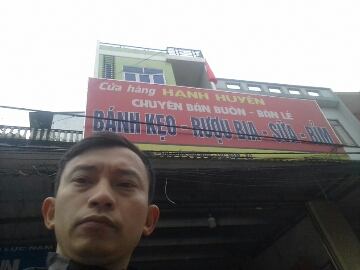 Cửa hàng HẠNH HUYỀN
CHUYÊN BÁN BUÔN - BÁN LẺ
BÁNH KẸO - RƯỢU BIA - SỮA - BỈM